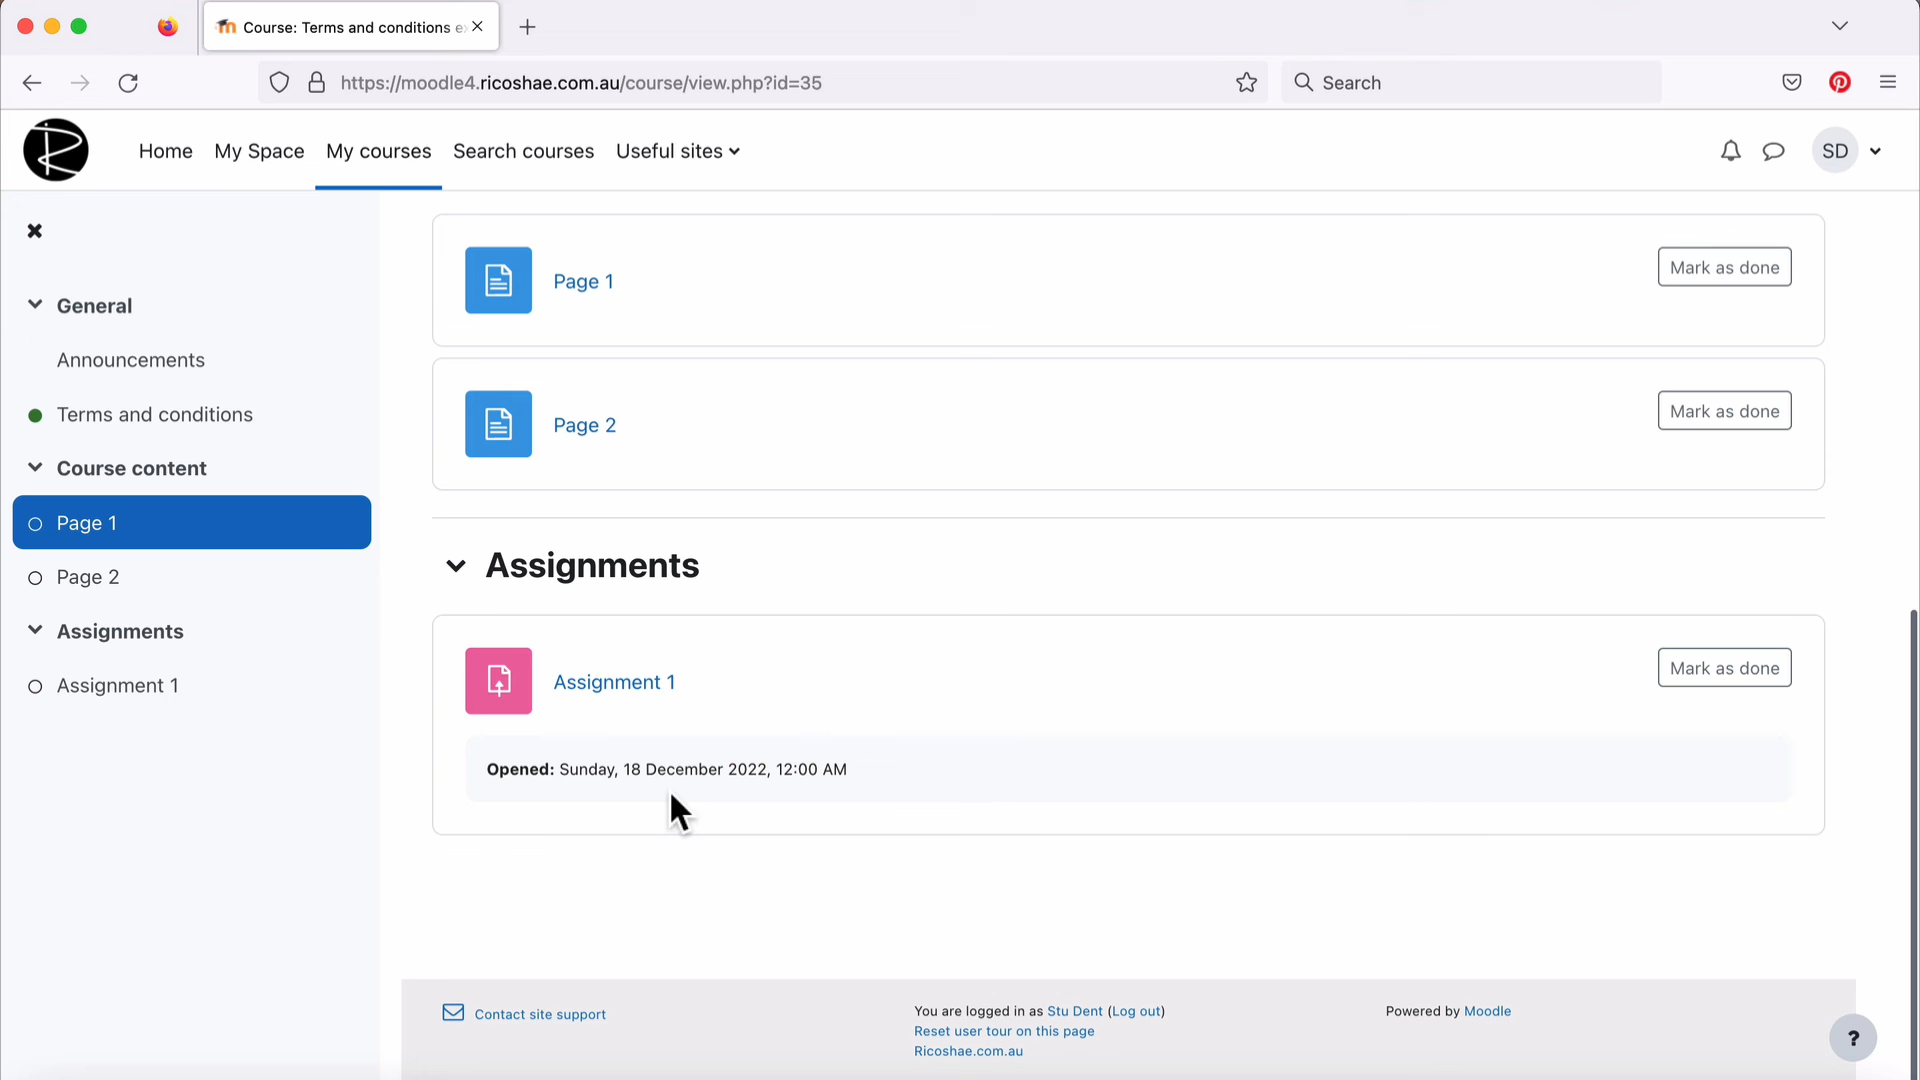 Course: Terms and conditions e
https://moodle4.ricoshae.com.au/course/view.php?id=35
Search
Home My Space My courses Search courses Useful sites
SD
General
Announcements
Terms and conditions
Course content
Page 1
Page 2
Assignments
Assignment 1
Page 1
Mark as done
Page 2
Mark as done
Assignments
Assignment 1
Mark as done
Opened: Sunday, 18 December 2022, 12:00 AM
Contact site support
You are logged in as Stu Dent (Log out)
Reset user tour on this page
Ricoshae.com.au
Powered by Moodle
?